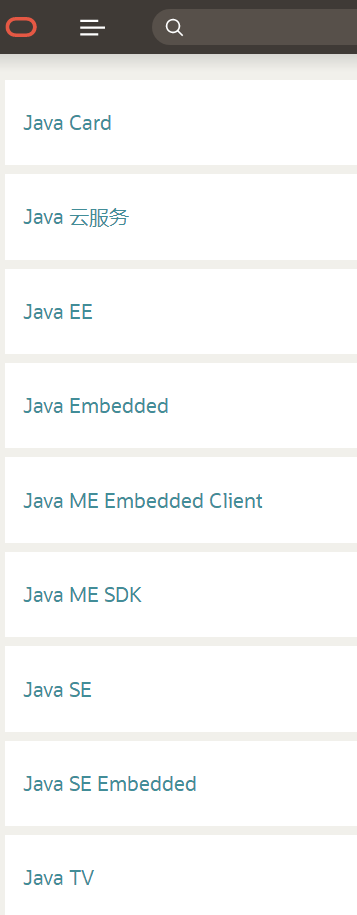 Java Card
Java 云服务
Java EE
Java Embedded
Java ME Embedded Client
Java ME SDK
Java SE
Java SE Embedded
Java TV